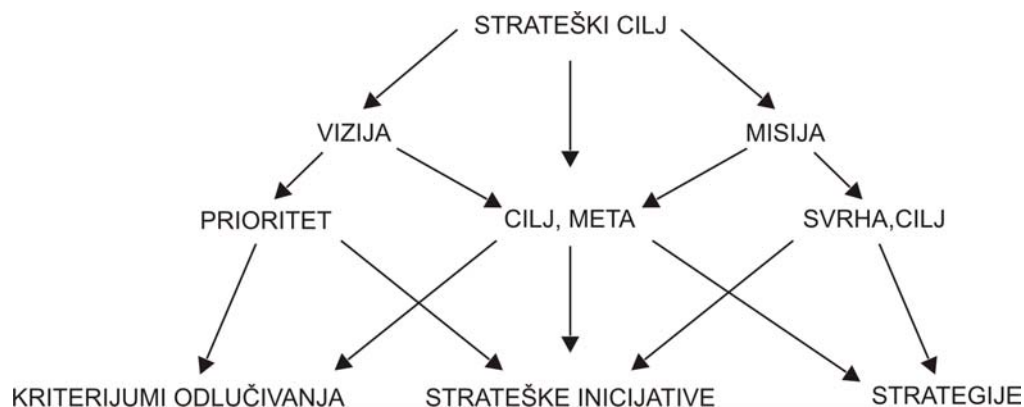 STRATEŠKI CILJ
VIZIJA
MISIJA
PRIORITET
CILJ, META
SVRHA,CILJ
KRITERIJUMI ODLUČIVANJA
STRATEŠKE INICIJATIVE
STRATEGIJE